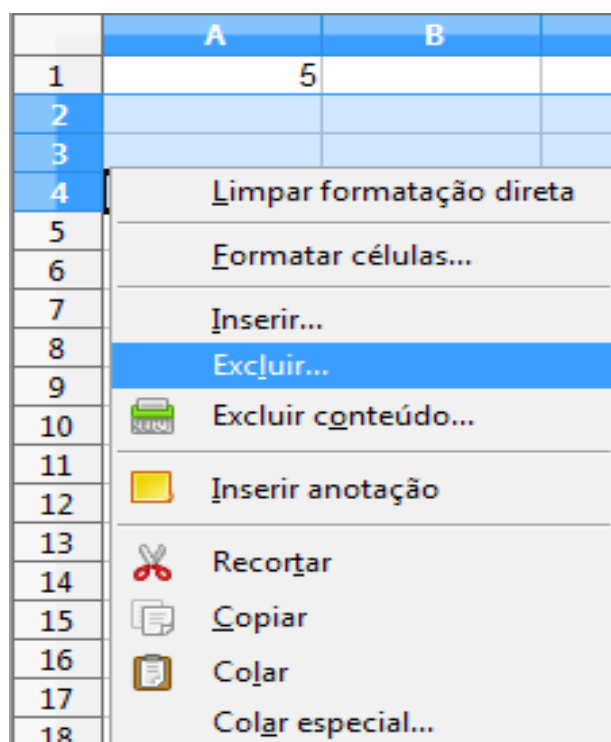 A B
1 5
2
3
4 Limpar formatação direta
5
Formatar células...
6
7 Inserir...
8
Excluir...
9
10 Excluir conteúdo...
11
Inserir anotação
12
13
Recortar
14
15 Copiar
16
Colar
17
18 Colar especial...